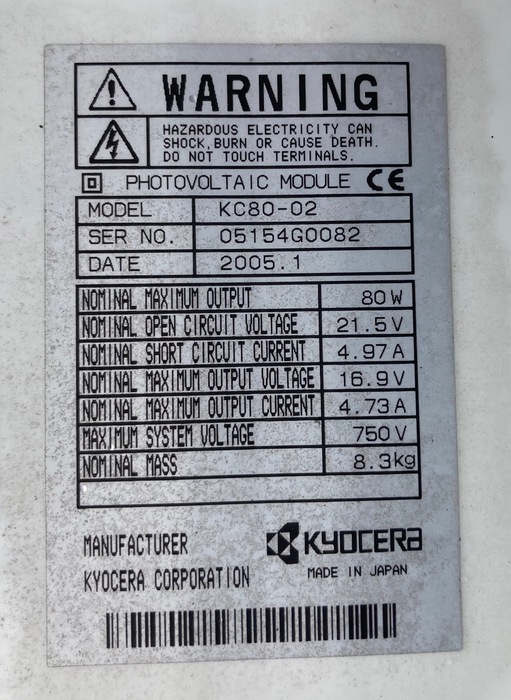 WARNING
HAZARDOUS ELECTRICITY CAN
SHOCK, BURN OR CAUSE DEATH.
DO NOT TOUCH TERMINALS.
PHOTOVOLTAIC MODULE CE
MODEL KC80-02
SER NO. 05154G0082
DATE 2005.1
NOMINAL MAXIMUM OUTPUT 80W
NOMINAL OPEN CIRCUIT VOLTAGE 21.5V
NOMINAL SHORT CIRCUIT CURRENT 4.97A
NOMINAL MAXIMUM OUTPUT VOLTAGE 16.9V
NOMINAL MAXIMUM OUTPUT CURRENT 4.73A
MAXIMUM SYSTEM VOLTAGE 750V
NOMINAL MASS 8.3kg
MANUFACTURER
KYOCERA CORPORATION
KYOCERA
MADE IN JAPAN